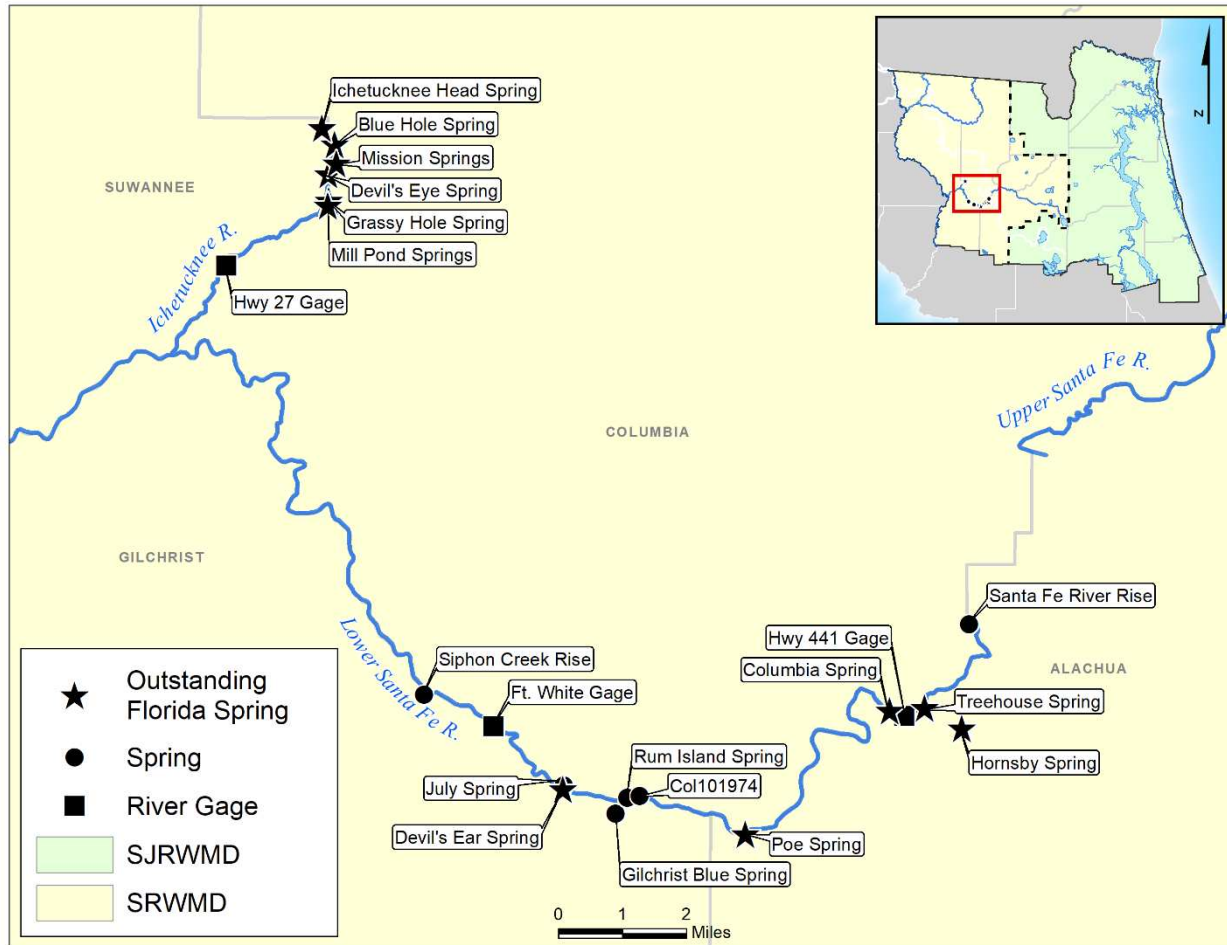 Ichetucknee Head Spring
Blue Hole Spring
Mission Springs
Devil's Eye Spring
Grassy Hole Spring
Mill Pond Springs
SUWANNEE
Ichetucknee R.
Hwy 27 Gage
N
Upper Santa Fe R.
COLUMBIA
GILCHRIST
Santa Fe River Rise
Hwy 441 Gage
Columbia Spring
ALACHUA
Treehouse Spring
Hornsby Spring
Lower Santa Fe R.
Siphon Creek Rise
Ft. White Gage
Rum Island Spring
July Spring
Col101974
Devil's Ear Spring
Poe Spring
Gilchrist Blue Spring
Outstanding
Florida Spring
Spring
River Gage
SJRWMD
SRWMD
0 1 2
Miles